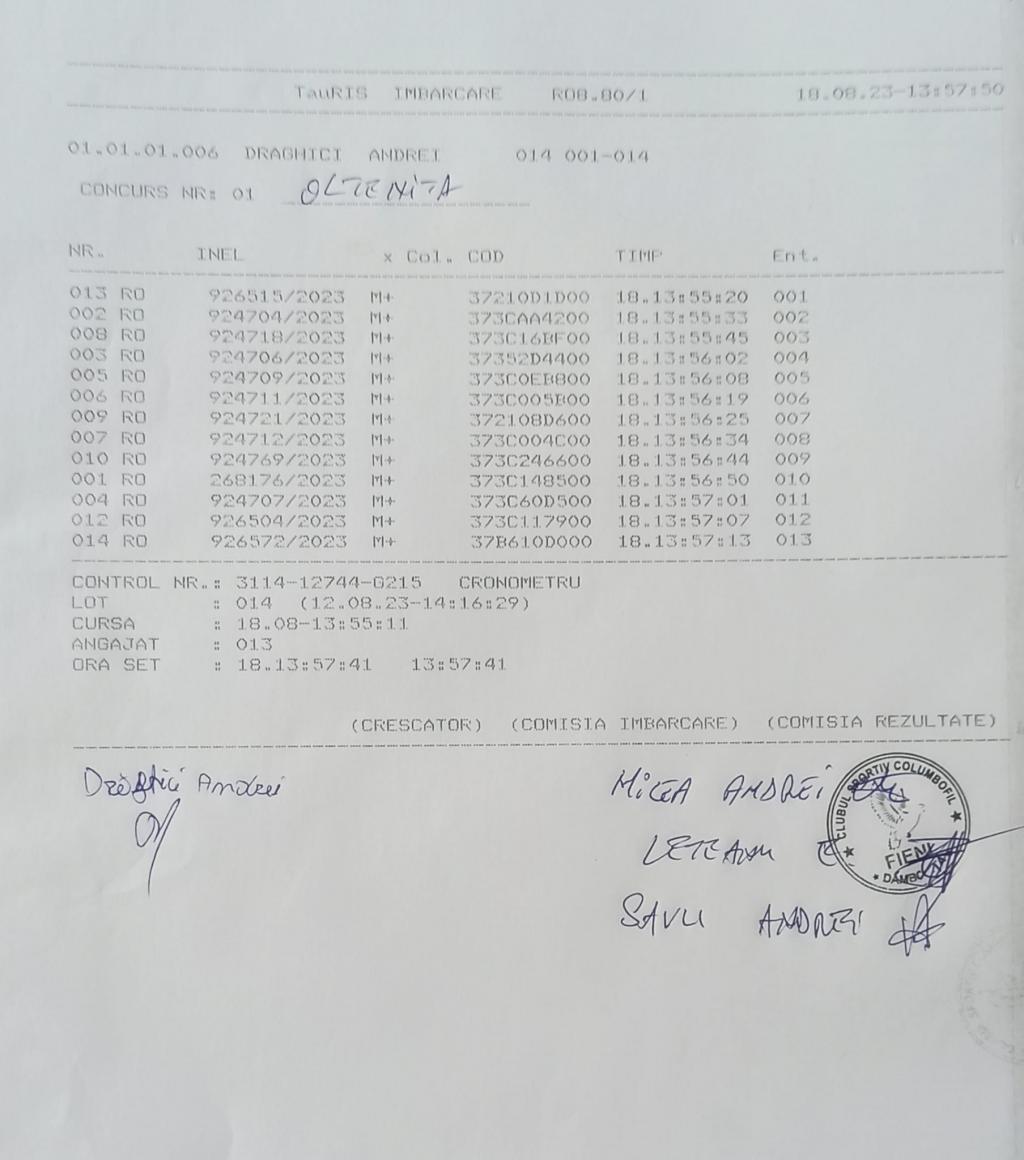 TauRIS IMBARCARE RO8.80/1 18.08.23-13:57:50
01.01.01.006 DRAGHICI ANDREI 014 001-014
CONCURS NR: 01 OLTENITA
NR. INEL x Col. COD TIMP Ent.
013 RO 926515/2023 M+ 37210D1D00 18.13:55:20 001
002 RO 924704/2023 M+ 373CAA4200 18.13:55:33 002
008 RO 924718/2023 M+ 373C16BF00 18.13:55:45 003
003 RO 924706/2023 M+ 37352D4400 18.13:56:02 004
005 RO 924709/2023 M+ 373C0EB800 18.13:56:08 005
006 RO 924711/2023 M+ 373C005B00 18.13:56:19 006
009 RO 924721/2023 M+ 372108D600 18.13:56:25 007
007 RO 924712/2023 M+ 373C004C00 18.13:56:34 008
010 RO 924769/2023 M+ 373C246600 18.13:56:44 009
001 RO 268176/2023 M+ 373C148500 18.13:56:50 010
004 RO 924707/2023 M+ 373C60D500 18.13:57:01 011
012 RO 926504/2023 M+ 373C117900 18.13:57:07 012
014 RO 926572/2023 M+ 37B610D000 18.13:57:13 013
CONTROL NR.: 3114-12744-G215 CRONOMETRU
LOT : 014 (12.08.23-14:16:29)
CURSA : 18.08-13:55:11
ANGAJAT : 013
ORA SET : 18.13:57:41 13:57:41
(CRESCATOR) (COMISIA IMBARCARE) (COMISIA REZULTATE)
Andrei
MICEA ANDREI
SAVU ANDREI
CLUBUL SPORTIV COLUMBOFIL
FIENI